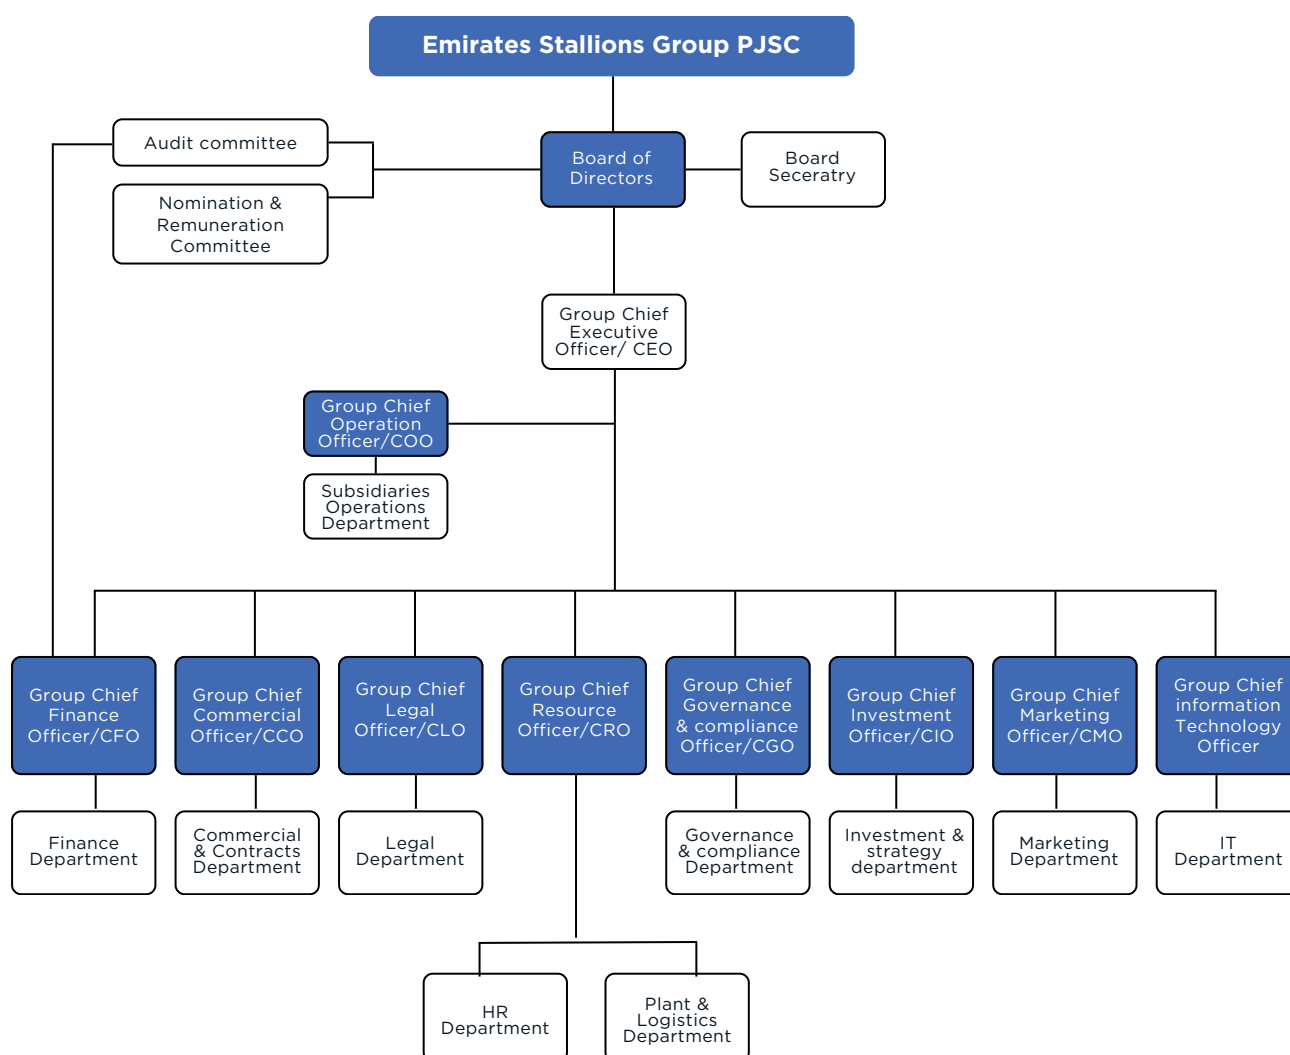 Emirates Stallions Group PJSC
Audit committee
Board of
Directors
Board
Seceratry
Nomination &
Remuneration
Committee
Group Chief
Executive
Officer/ CEO
Group Chief
Operation
Officer/COO
Subsidiaries
Operations
Department
Group Chief
Finance
Officer/CFO
Group Chief
Commercial
Officer/CCO
Group Chief
Legal
Officer/CLO
Group Chief
Resource
Officer/CRO
Group Chief
Governance
& compliance
Officer/CGO
Group Chief
Investment
Officer/CIO
Group Chief
Marketing
Officer/CMO
Group Chief
information
Technology
Officer
Finance
Department
Commercial
& Contracts
Department
Legal
Department
Governance
& compliance
Department
Investment &
strategy
department
Marketing
Department
IT
Department
HR
Department
Plant &
Logistics
Department